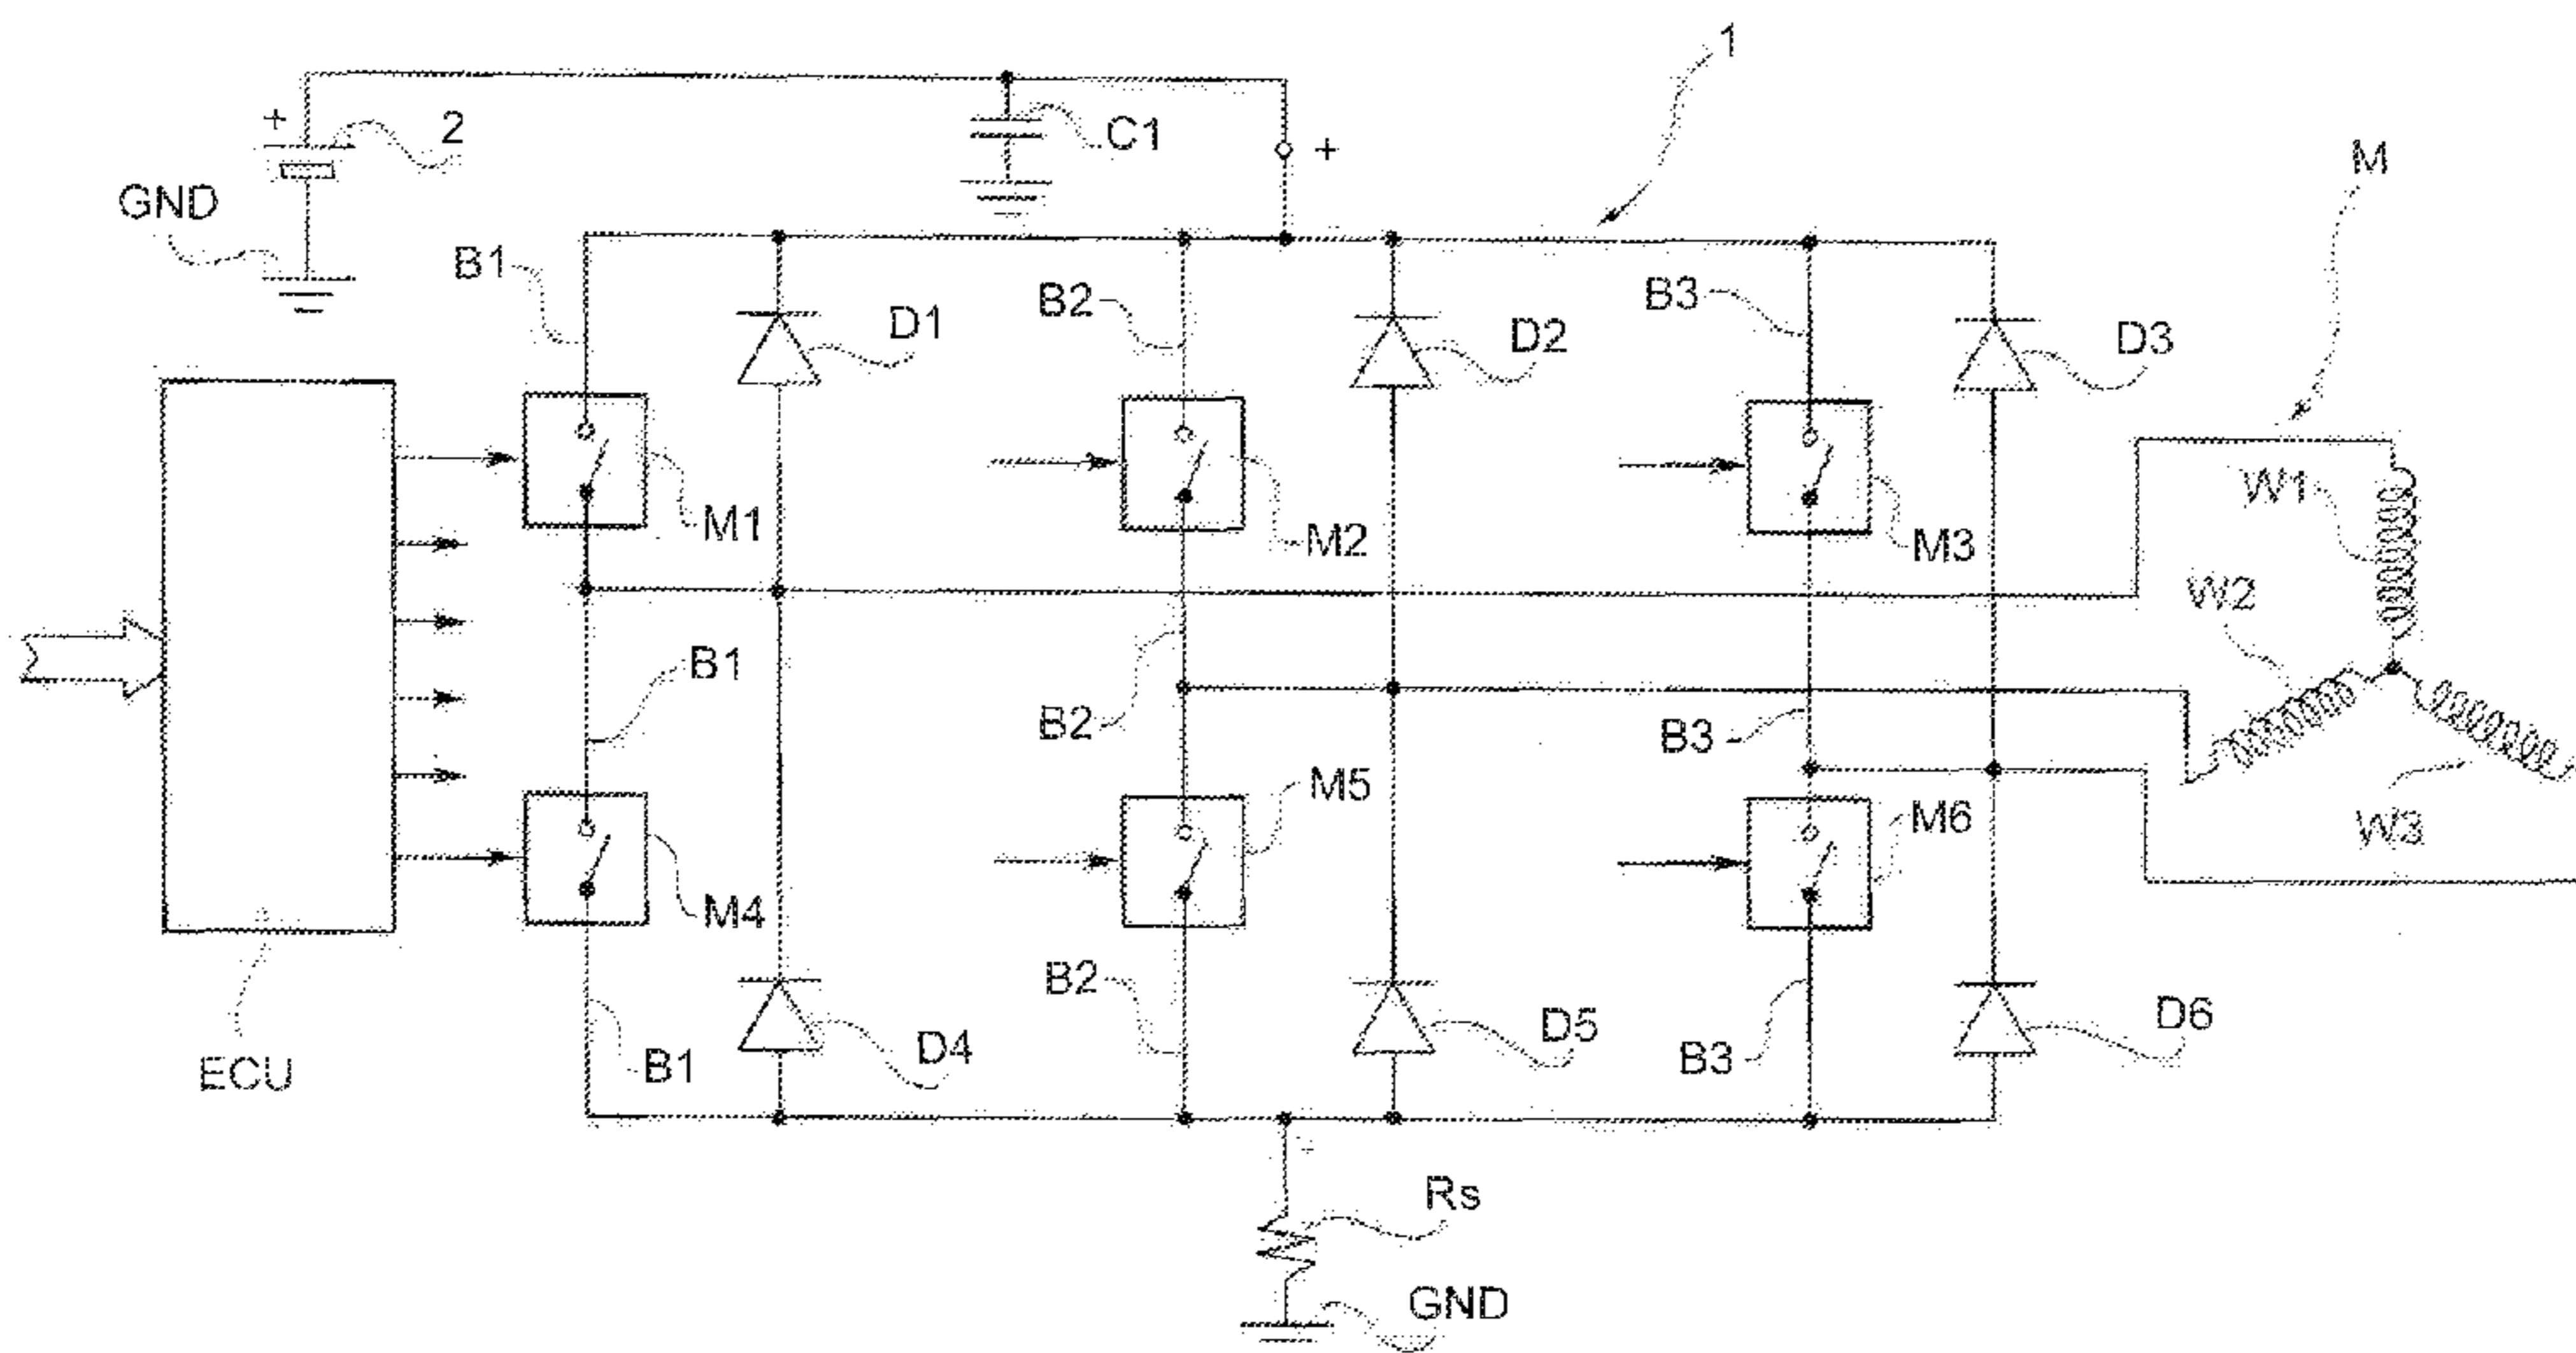 1
+
2
C1
+
M
GND
B1
B2
B3
D1
D2
D3
W1
M1
M2
M3
W2
B1
B2
B3
M5
M6
W3
M4
B2
B3
D4
D5
D6
B1
ECU
Rs
GND